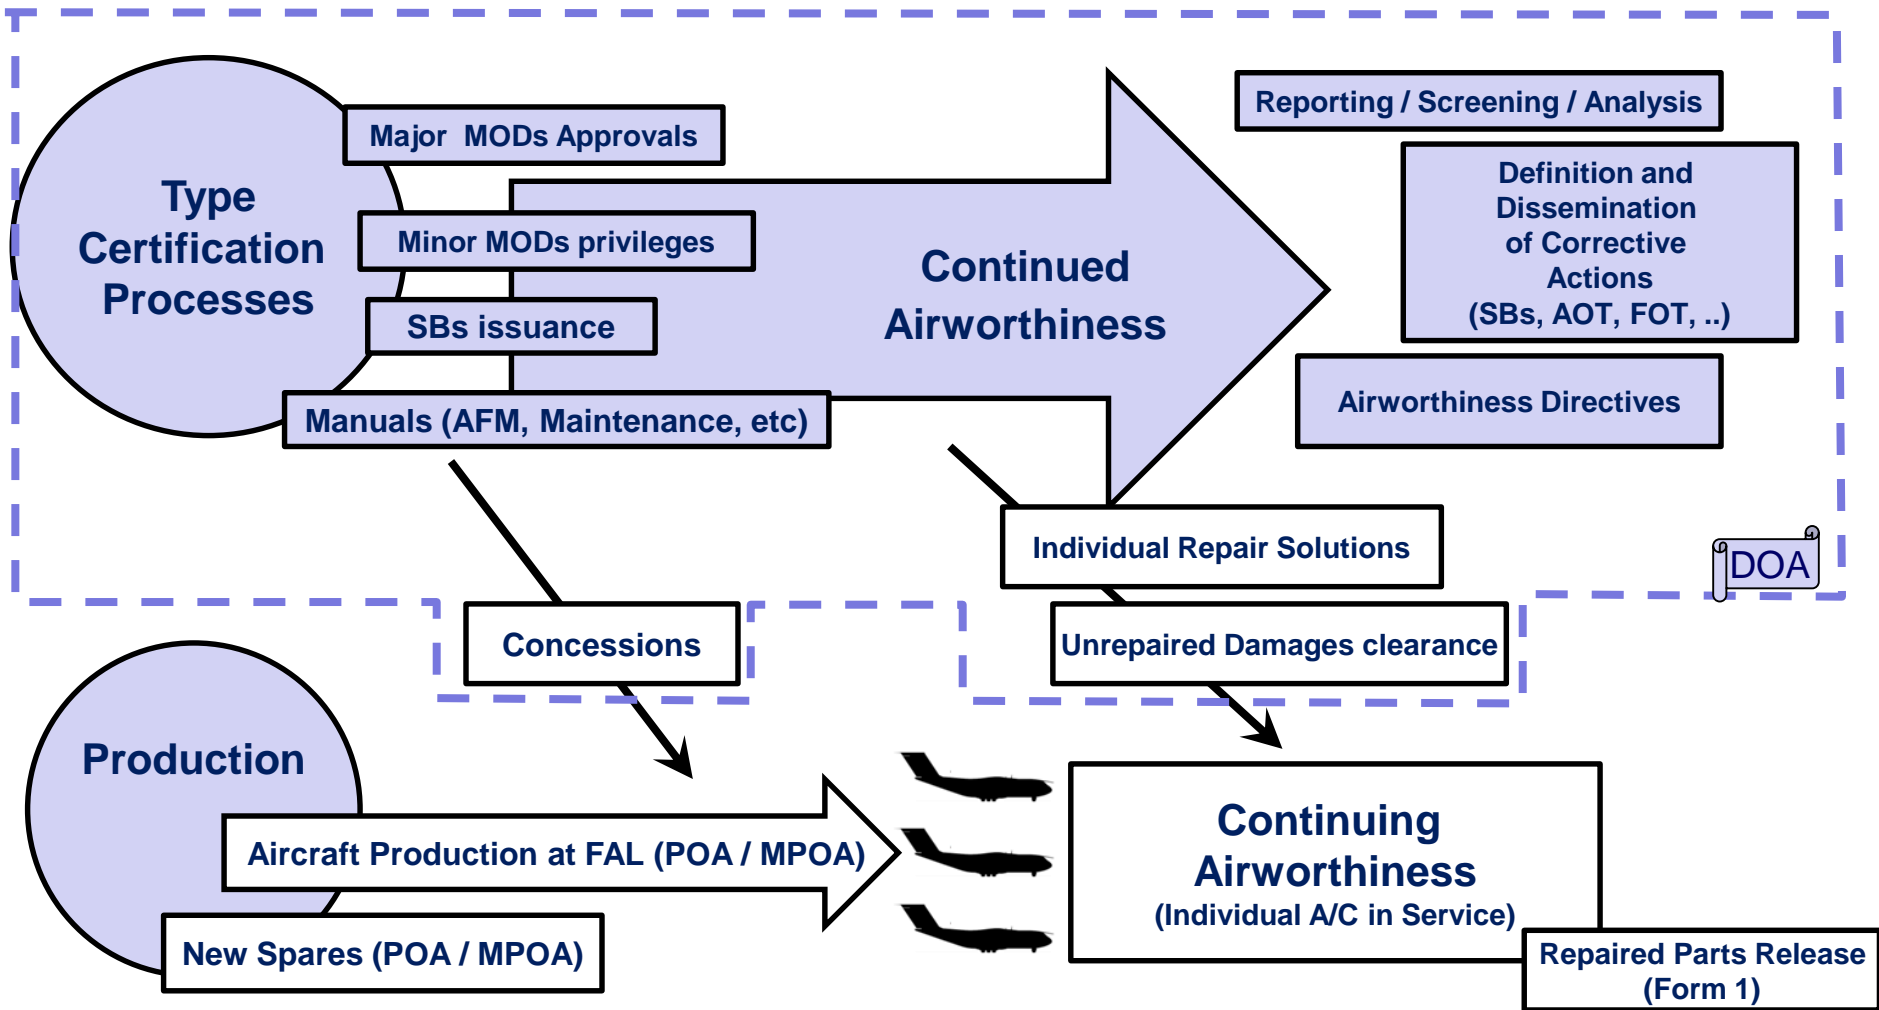 Type
Certification
Processes
Major MODs Approvals
Minor MODs privileges
SBs issuance
Manuals (AFM, Maintenance, etc)
Continued
Airworthiness
Reporting / Screening / Analysis
Definition and
Dissemination
of Corrective
Actions
(SBs, AOT, FOT, ..)
Airworthiness Directives
Individual Repair Solutions
DOA
Concessions
Unrepaired Damages clearance
Production
Aircraft Production at FAL (POA / MPOA)
New Spares (POA / MPOA)
Continuing
Airworthiness
(Individual A/C in Service)
Repaired Parts Release
(Form 1)